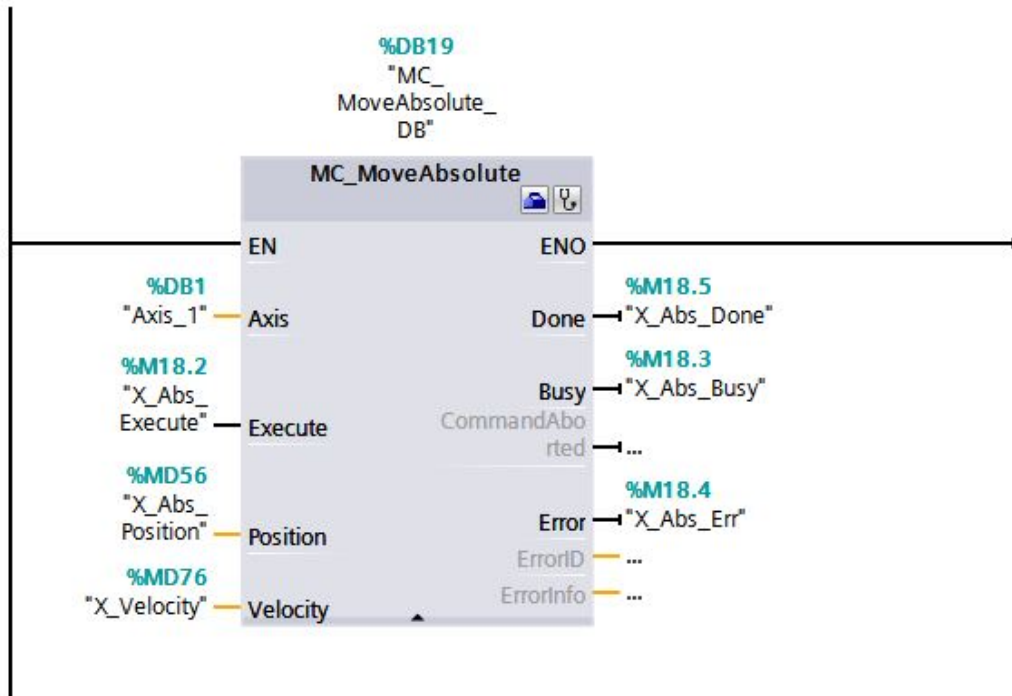 %DB19
"MC_
MoveAbsolute_
DB"
MC_MoveAbsolute
EN
ENO
%DB1
"Axis_1"
Axis
%M18.5
Done
"X_Abs_Done"
%M18.2
"X_Abs_
Execute"
Execute
%M18.3
Busy
"X_Abs_Busy"
CommandAbo
rted
...
%MD56
"X_Abs_
Position"
Position
%M18.4
Error
"X_Abs_Err"
ErrorID
...
%MD76
"X_Velocity"
Velocity
ErrorInfo
...